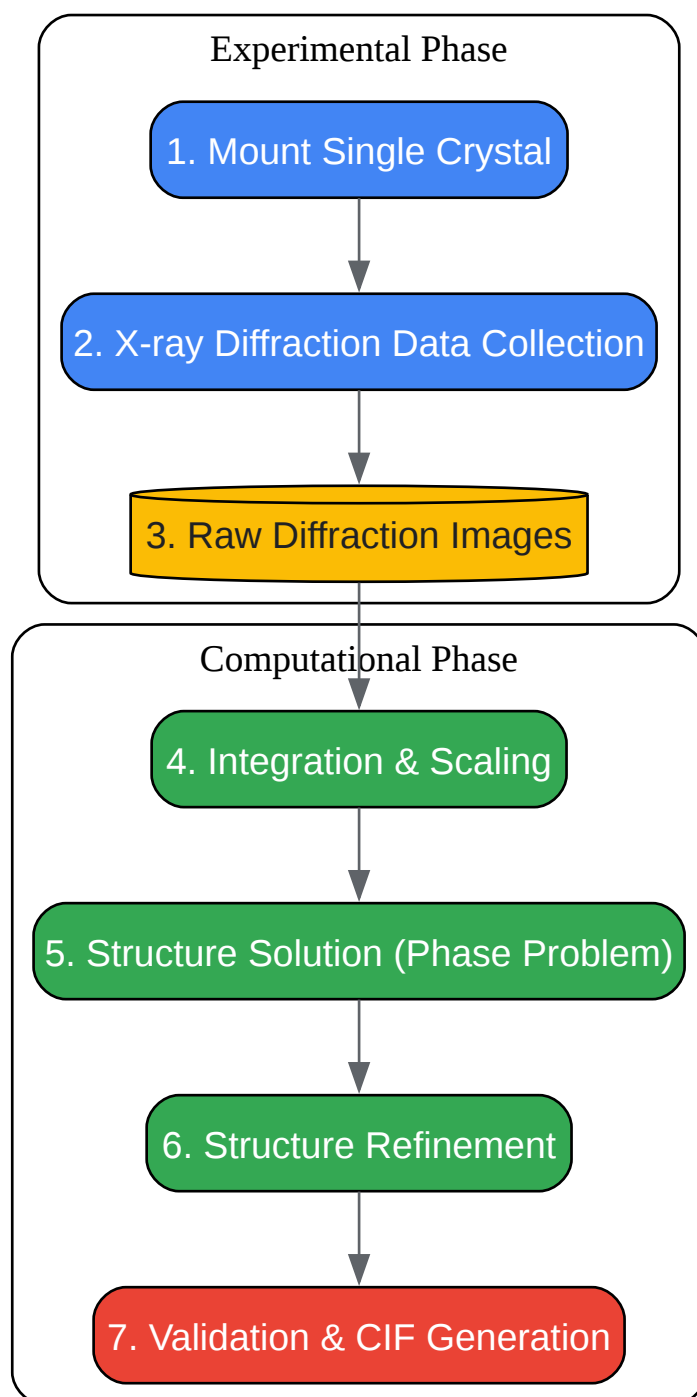 Experimental Phase
1. Mount Single Crystal
2. X-ray Diffraction Data Collection
3. Raw Diffraction Images
Computational Phase
4. Integration & Scaling
5. Structure Solution (Phase Problem)
6. Structure Refinement
7. Validation & CIF Generation